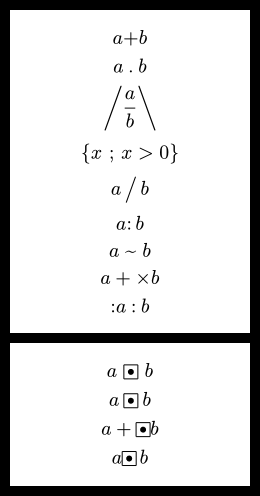 a+b
a . b
/a/b\
{x ; x > 0}
a / b
a: b
a ~ b
a + ×b
:a : b
a ⊡ b
a ⊡ b
a + ⊡b
a⊡ b